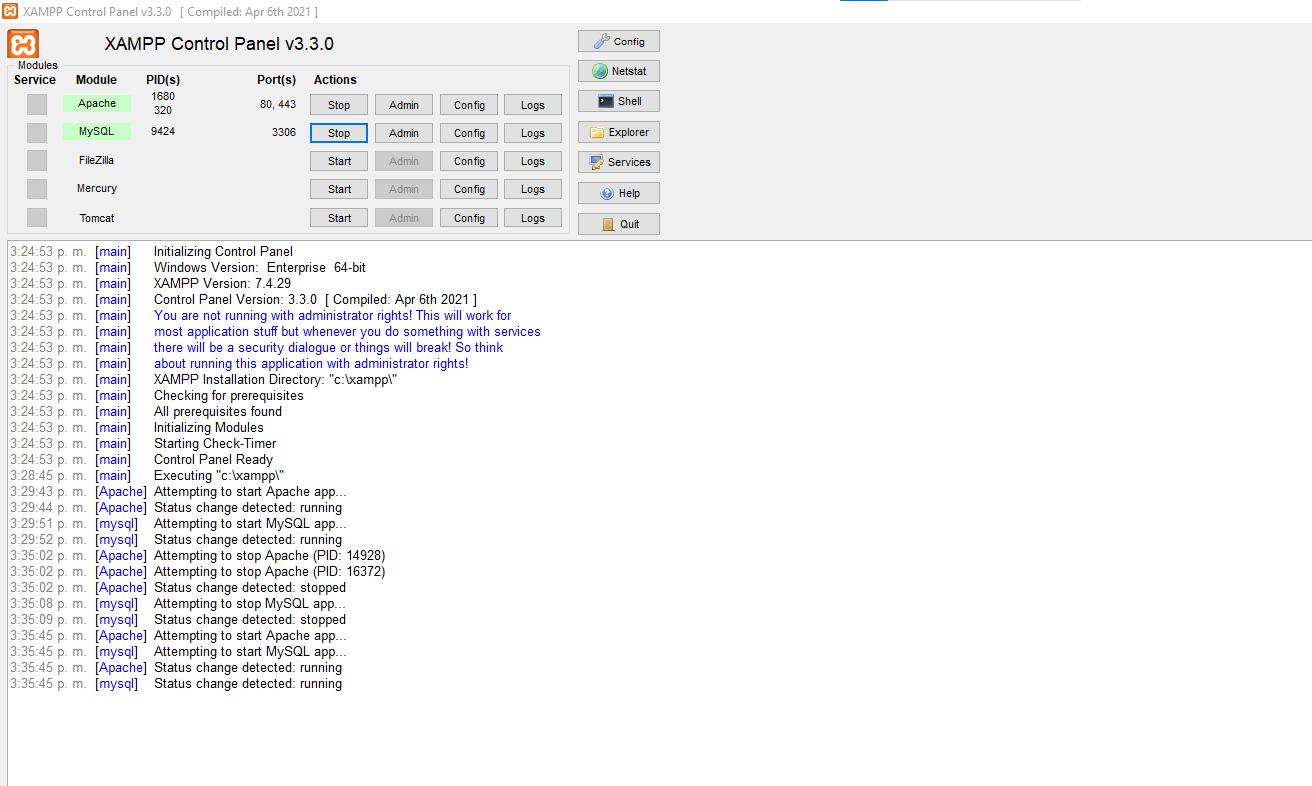 XAMPP Control Panel v3.3.0 [ Compiled: Apr 6th 2021 ]
XAMPP Control Panel v3.3.0
Config
Modules
Service Module PID(s) Port(s) Actions
Netstat
Apache 1680 320 80, 443 Stop Admin Config Logs
Shell
MySQL 9424 3306 Stop Admin Config Logs
Explorer
FileZilla Start Admin Config Logs
Services
Mercury Start Admin Config Logs
Help
Tomcat Start Admin Config Logs
Quit
3:24:53 p. m. [main] Initializing Control Panel
3:24:53 p. m. [main] Windows Version: Enterprise 64-bit
3:24:53 p. m. [main] XAMPP Version: 7.4.29
3:24:53 p. m. [main] Control Panel Version: 3.3.0 [ Compiled: Apr 6th 2021 ]
3:24:53 p. m. [main] You are not running with administrator rights! This will work for
3:24:53 p. m. [main] most application stuff but whenever you do something with services
3:24:53 p. m. [main] there will be a security dialogue or things will break! So think
3:24:53 p. m. [main] about running this application with administrator rights!
3:24:53 p. m. [main] XAMPP Installation Directory: "c:\xampp\"
3:24:53 p. m. [main] Checking for prerequisites
3:24:53 p. m. [main] All prerequisites found
3:24:53 p. m. [main] Initializing Modules
3:24:53 p. m. [main] Starting Check-Timer
3:24:53 p. m. [main] Control Panel Ready
3:28:45 p. m. [main] Executing "c:\xampp\"
3:29:43 p. m. [Apache] Attempting to start Apache app...
3:29:44 p. m. [Apache] Status change detected: running
3:29:51 p. m. [mysql] Attempting to start MySQL app...
3:29:52 p. m. [mysql] Status change detected: running
3:35:02 p. m. [Apache] Attempting to stop Apache (PID: 14928)
3:35:02 p. m. [Apache] Attempting to stop Apache (PID: 16372)
3:35:02 p. m. [Apache] Status change detected: stopped
3:35:08 p. m. [mysql] Attempting to stop MySQL app...
3:35:09 p. m. [mysql] Status change detected: stopped
3:35:45 p. m. [Apache] Attempting to start Apache app...
3:35:45 p. m. [mysql] Attempting to start MySQL app...
3:35:45 p. m. [Apache] Status change detected: running
3:35:45 p. m. [mysql] Status change detected: running